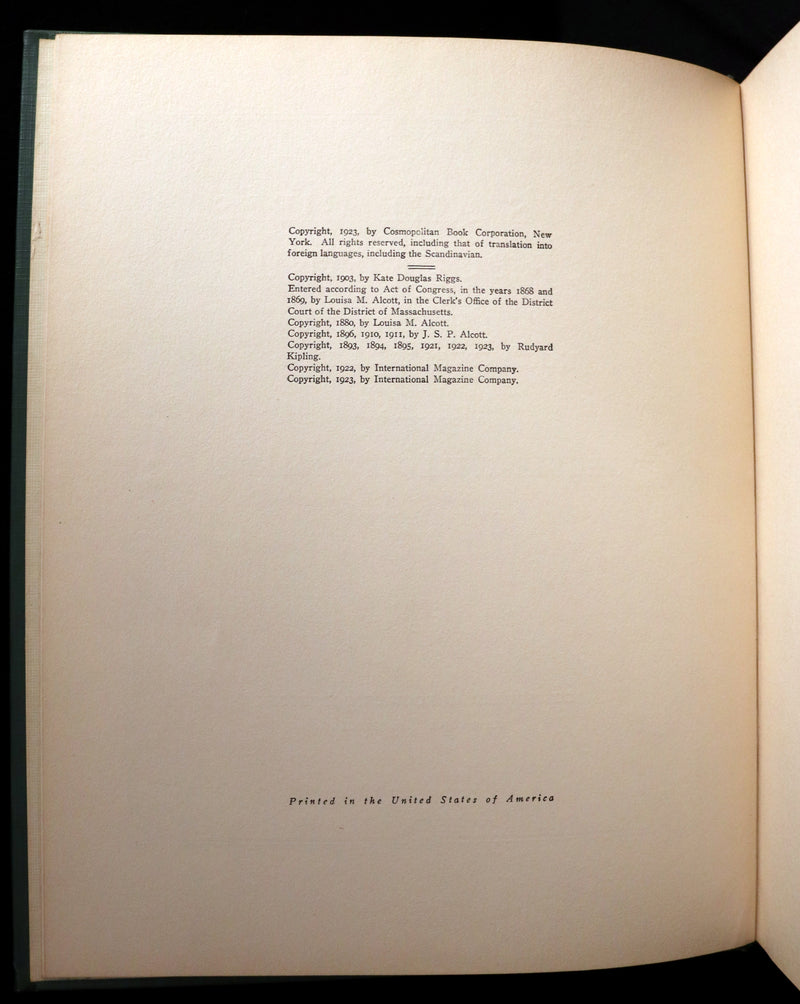 Copyright, 1923, by Cosmopolitan Book Corporation, New
York. All rights reserved, including that of translation into
foreign languages, including the Scandinavian.
Copyright, 1903, by Kate Douglas Riggs.
Entered according to Act of Congress, in the years 1868 and
1869, by Louisa M. Alcott, in the Clerk's Office of the District
Court of the District of Massachusetts.
Copyright, 1880, by Louisa M. Alcott.
Copyright, 1896, 1910, 1911, by J. S. P. Alcott.
Copyright, 1893, 1894, 1895, 1921, 1922, 1923, by Rudyard
Kipling.
Copyright, 1922, by International Magazine Company.
Copyright, 1923, by International Magazine Company.
Printed in the United States of America